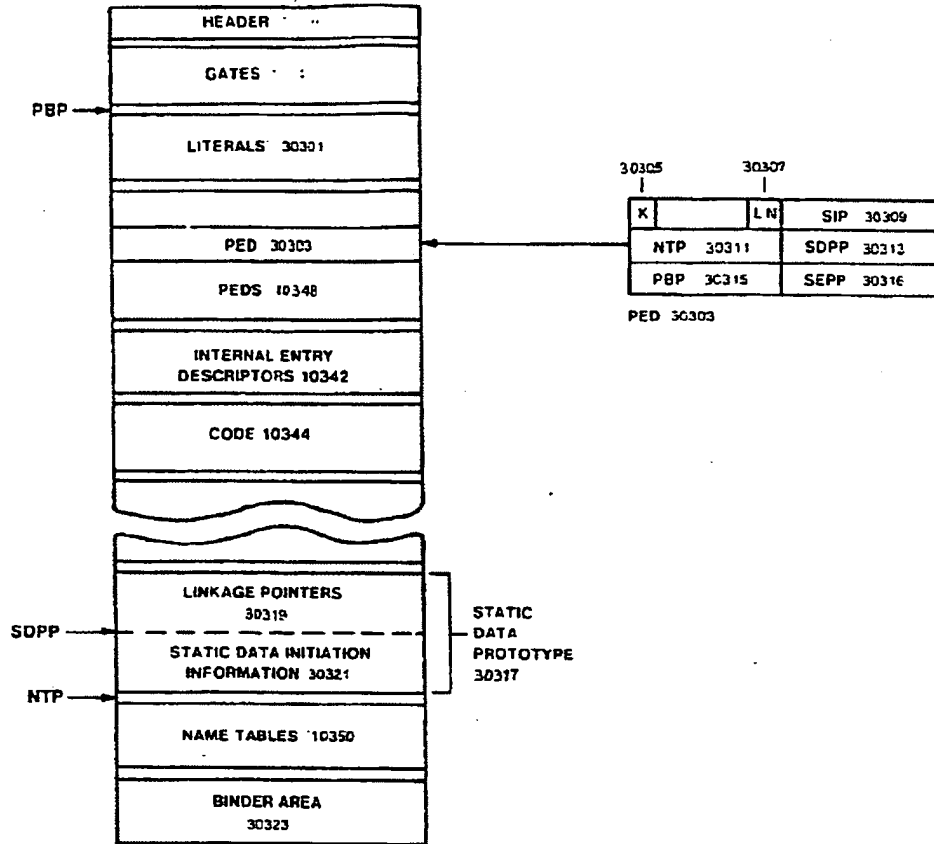 HEADER
GATES
PBP
LITERALS 30301
PED 30303
PEDS 10348
INTERNAL ENTRY
DESCRIPTORS 10342
CODE 10344
30305
30307
K
L N
SIP 30309
NTP 30311
SDPP 30313
PBP 30315
SEPP 30316
PED 30303
LINKAGE POINTERS
30319
SDPP
STATIC DATA INITIATION
INFORMATION 30321
STATIC
DATA
PROTOTYPE
30317
NTP
NAME TABLES 10350
BINDER AREA
30323